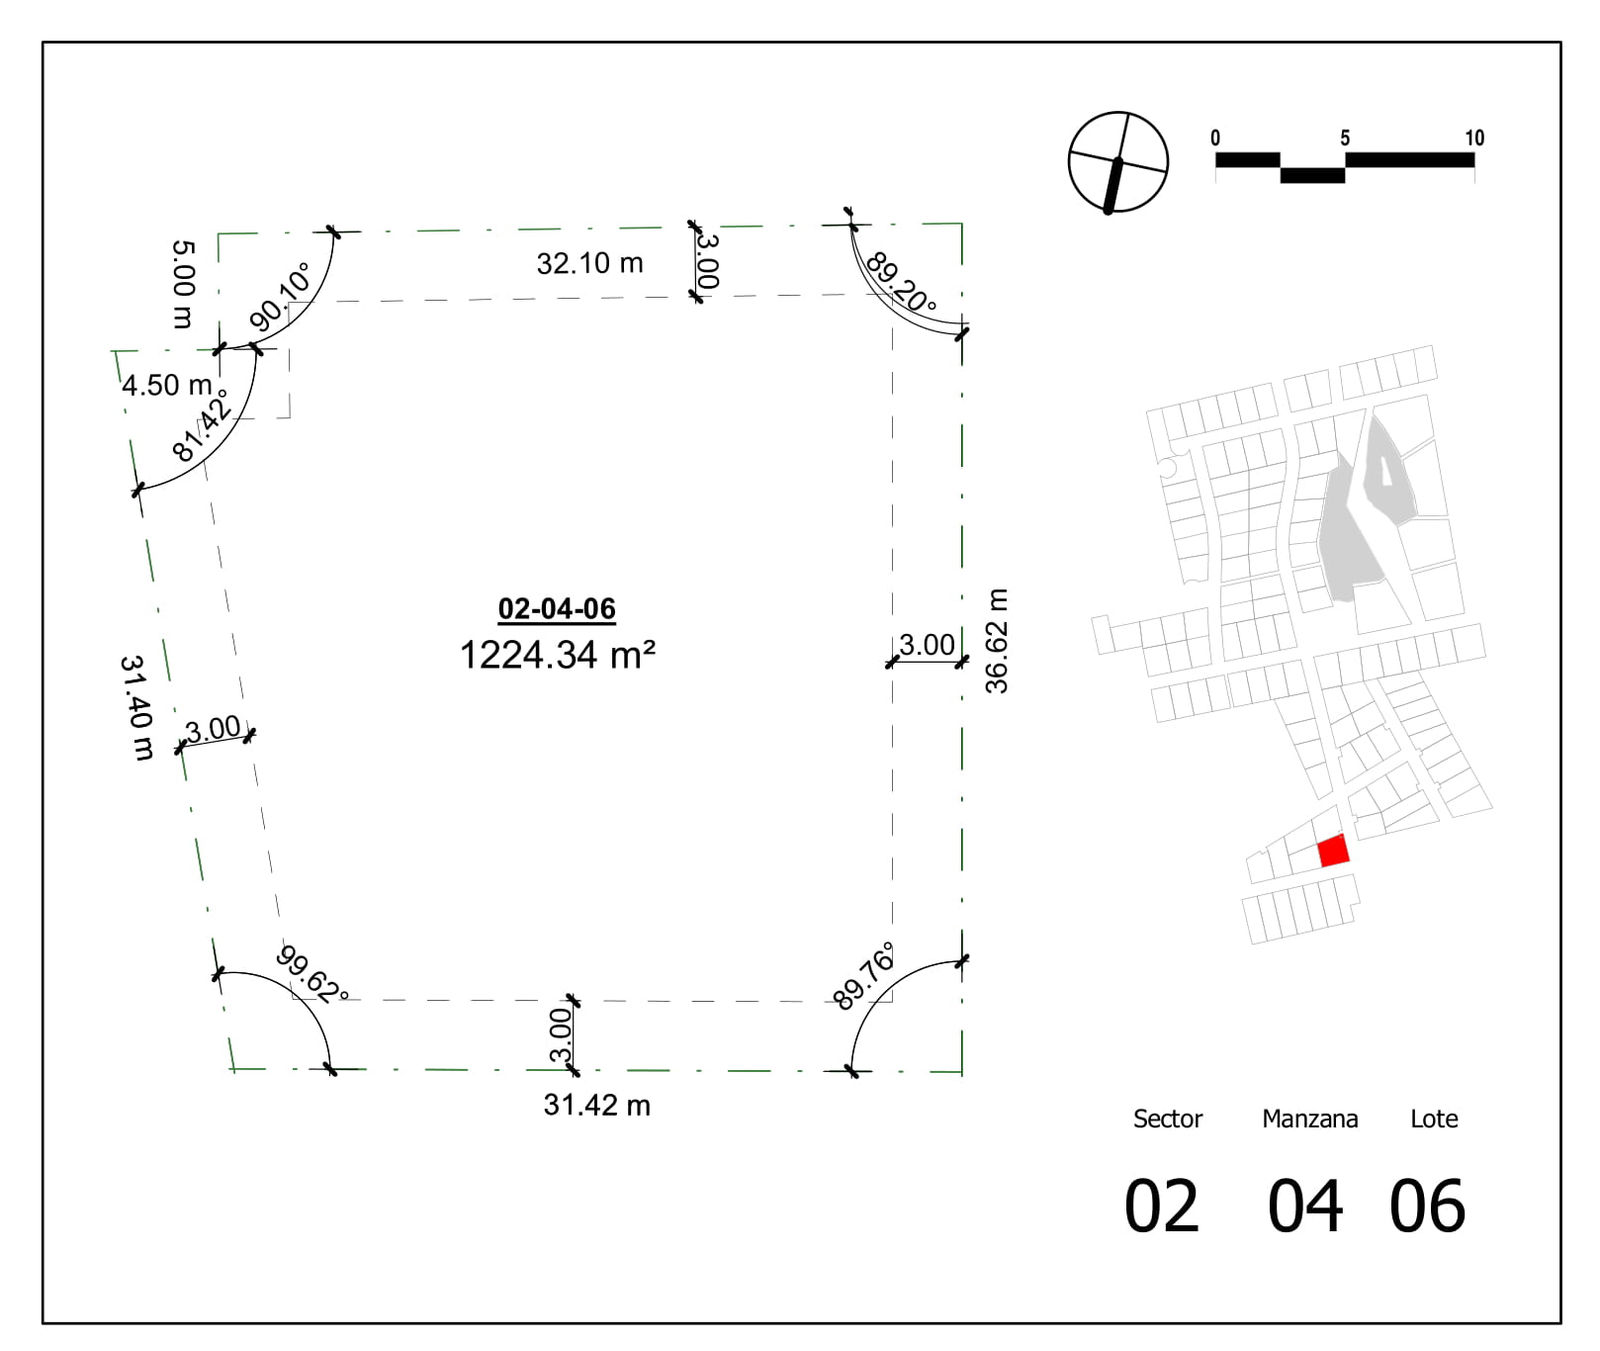 0 5 10
5.00 m
32.10 m
3.00
90.10°
89.20°
4.50 m
81.42°
02-04-06
1224.34 m²
3.00
36.62 m
31.40 m
3.00
99.62°
89.76°
3.00
31.42 m
Sector Manzana Lote
02 04 06